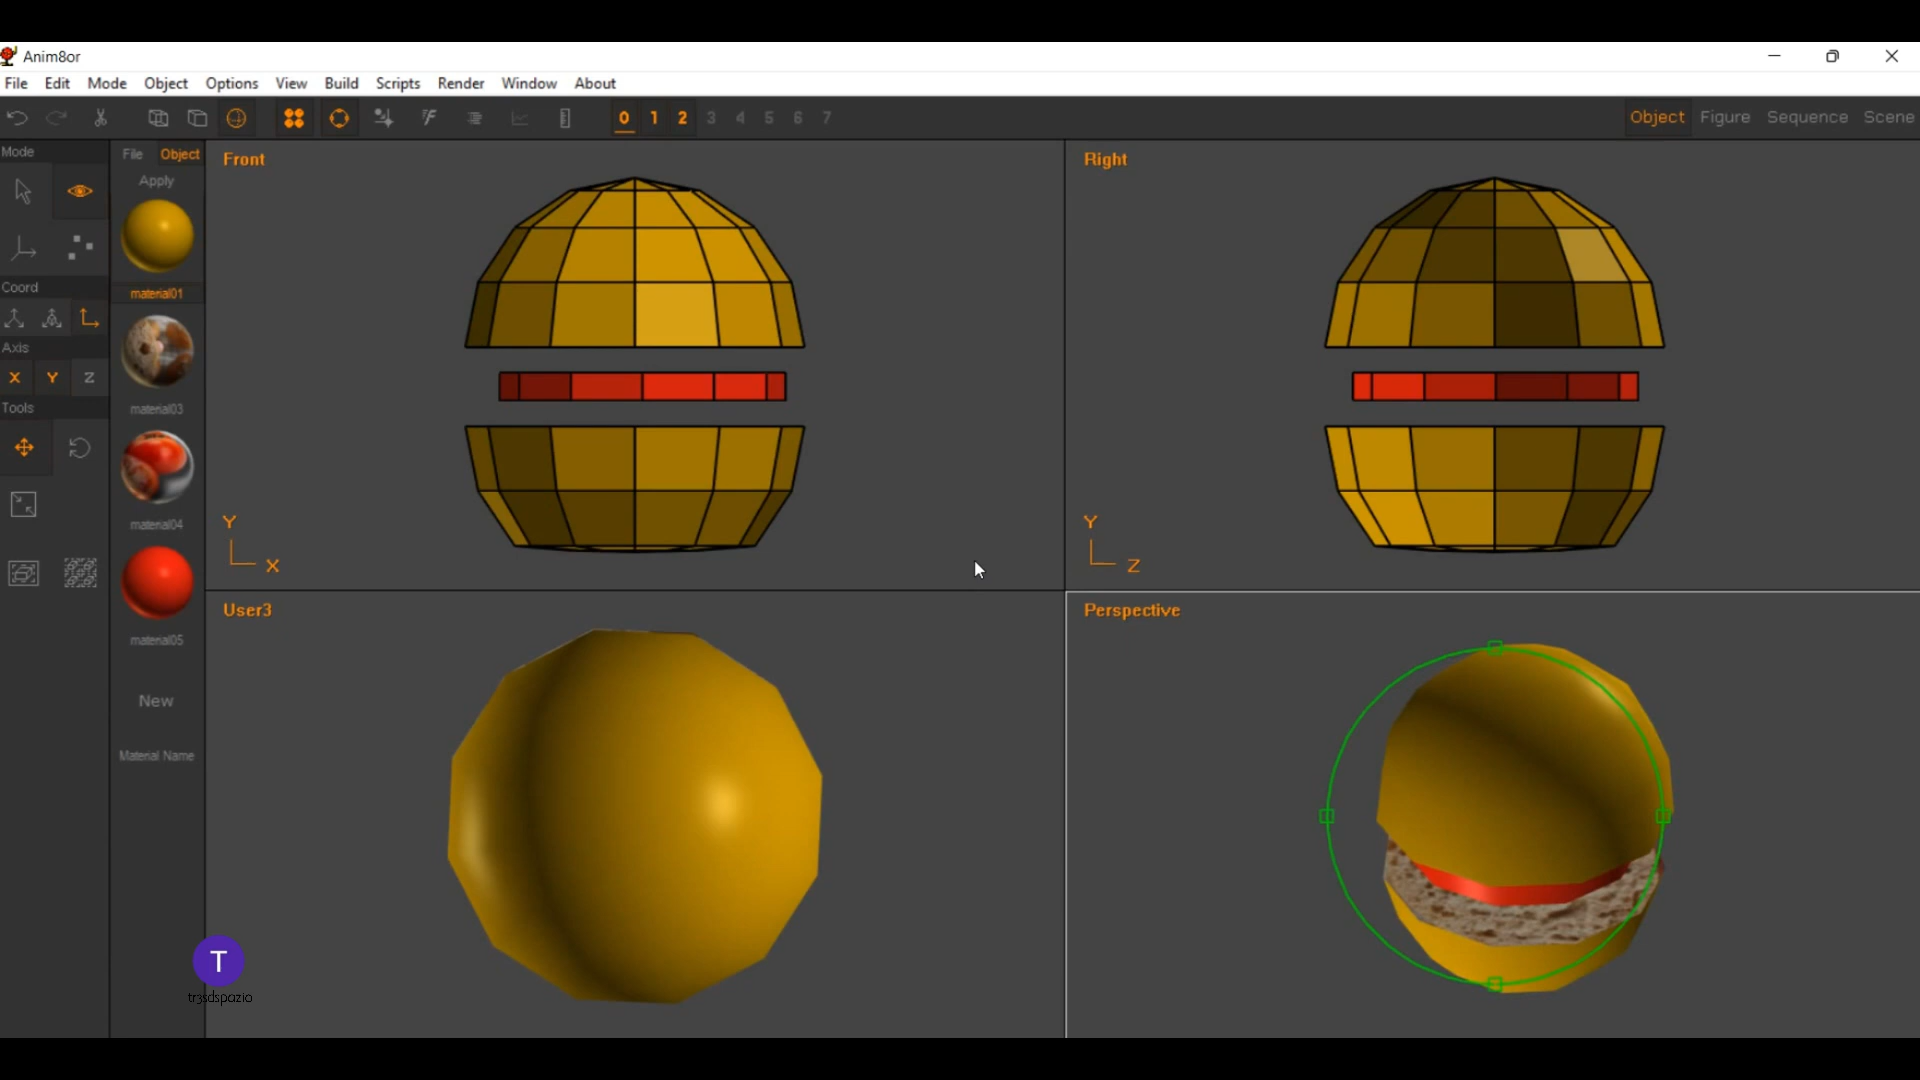 Anim8or
File Edit Mode Object Options View Build Scripts Render Window About
0 1 2 3 4 5 6 7
Object Figure Sequence Scene
Mode
File Object
Apply
Front
Right
material01
Coord
Axis
X Y Z
material03
Tools
material04
Y
X
Y
Z
User3
Perspective
material05
New
Material Name
T
tr3sdspazio